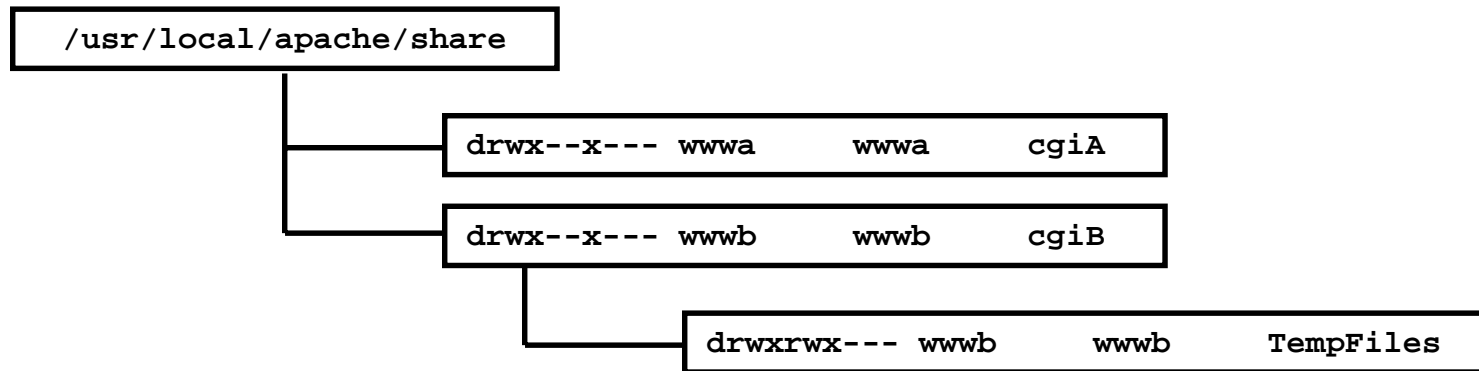 /usr/local/apache/share
drwx--x--- wwwa wwwa cgiA
drwx--x--- wwwb wwwb cgiB
drwxrwx--- wwwb wwwb TempFiles